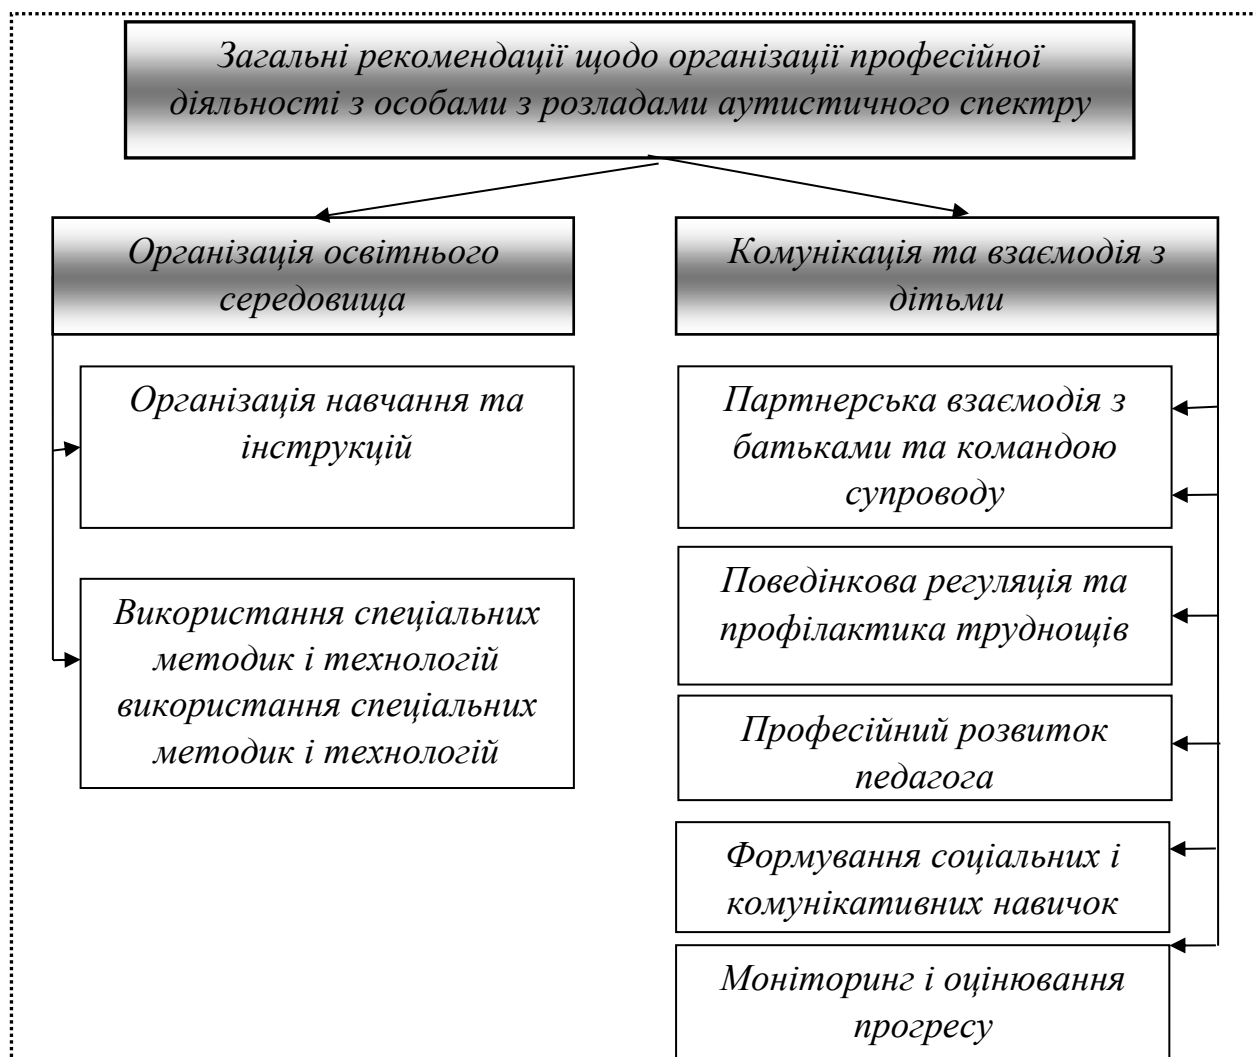 Загальні рекомендації щодо організації професійної
діяльності з особами з розладами аутистичного спектру
Організація освітнього
середовища
Організація навчання та
інструкцій
Використання спеціальних
методик і технологій
використання спеціальних
методик і технологій
Комунікація та взаємодія з
дітьми
Партнерська взаємодія з
батьками та командою
супроводу
Поведінкова регуляція та
профілактика труднощів
Професійний розвиток
педагога
Формування соціальних і
комунікативних навичок
Моніторинг і оцінювання
прогресу